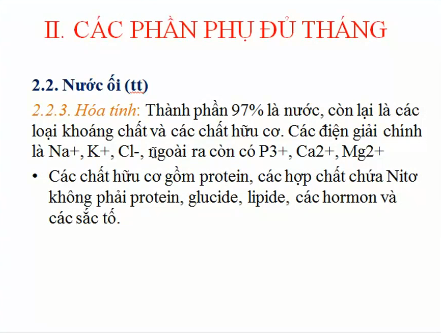 II. CÁC PHẦN PHỤ ĐỦ THÁNG
2.2. Nước ối (tt)
2.2.3. Hóa tính: Thành phần 97% là nước, còn lại là các
loại khoáng chất và các chất hữu cơ. Các điện giải chính
là Na+, K+, Cl-, ngoài ra còn có P3+, Ca2+, Mg2+
• Các chất hữu cơ gồm protein, các hợp chất chứa Nitơ
không phải protein, glucide, lipide, các hormon và
các sắc tố.